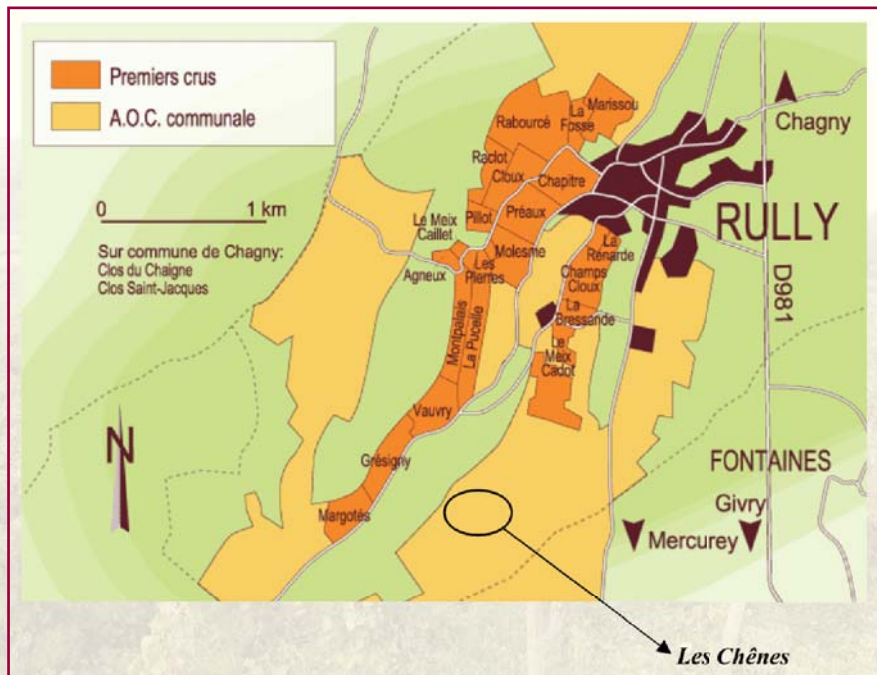 Premiers crus
A.O.C. communale
0 1 km
Sur commune de Chagny:
Clos du Chaigne
Clos Saint-Jacques
Marissou
La
Fosse
Rabourcé
Chagny
Raclot
Cloux
Chapitre
RULLY
Pillot
Préaux
Le Meix
Caillet
Molesme
La
Renarde
Agneux
Les
Pierres
Champs
Cloux
D981
Montpalais
La Pucelle
La
Bressande
Le
Meix
Cadot
Vauvry
N
Grésigny
FONTAINES
Givry
Margotés
Mercurey
Les Chênes